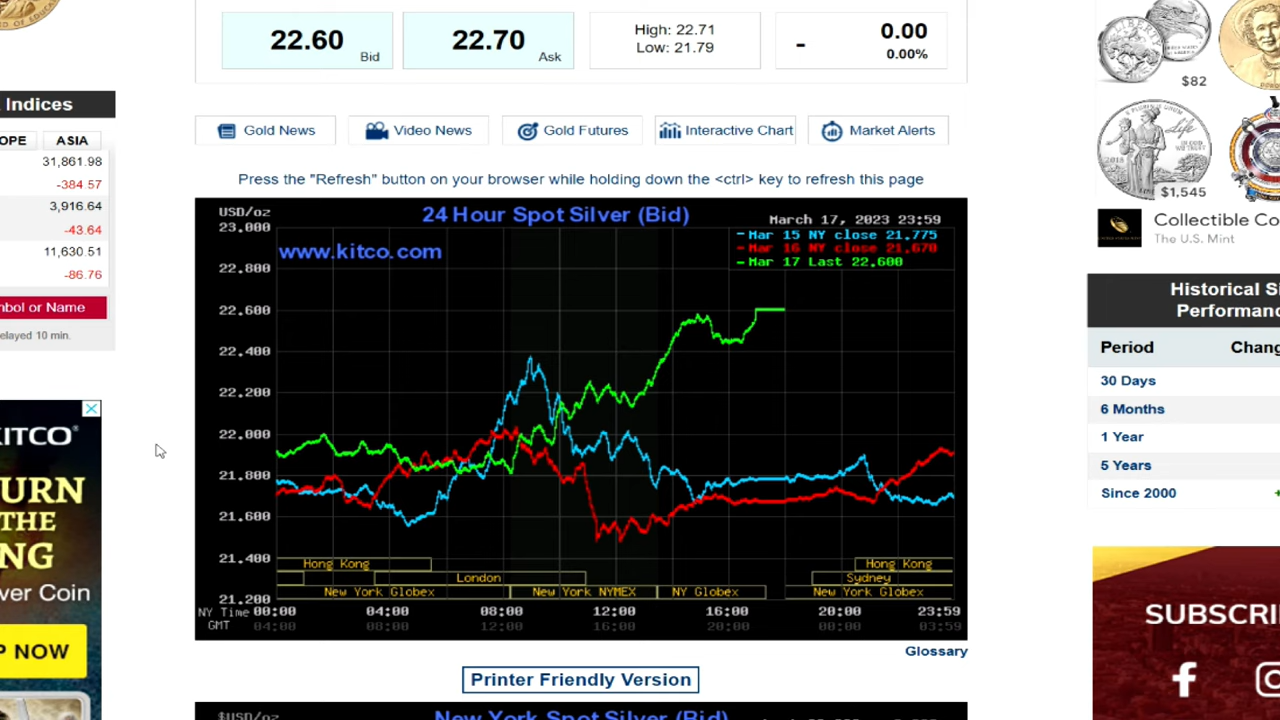 22.60
Bid
22.70
Ask
High: 22.71
Low: 21.79
-
0.00
0.00%
Indices
OPE
ASIA
31,861.98
-384.57
3,916.64
-43.64
11,630.51
-86.76
nbol or Name
elayed 10 min.
Gold News
Video News
Gold Futures
Interactive Chart
Market Alerts
Press the "Refresh" button on your browser while holding down the <ctrl> key to refresh this page
USD/oz
24 Hour Spot Silver (Bid)
March 17, 2023 23:59
www.kitco.com
Mar 15 NY close 21.775
Mar 16 NY close 21.670
Mar 17 Last 22.600
23.000
22.800
22.600
22.400
22.200
22.000
21.800
21.600
21.400
21.200
Hong Kong
Hong Kong
London
Sydney
New York Globex
New York NYMEX
NY Globex
New York Globex
NY Time 00:00 04:00 08:00 12:00 16:00 20:00 23:59
GMT 04:00 08:00 12:00 16:00 20:00 00:00 03:59
Glossary
Printer Friendly Version
$USD/oz
New York Spot Silver (Bid)
KITCO
URN
THE
NG
ver Coin
P NOW
LIBERTY
$82
Life
2018
$1,545
Collectible Co
The U.S. Mint
Historical Si
Performanc
Period
Chang
30 Days
6 Months
1 Year
5 Years
Since 2000
+
SUBSCRI